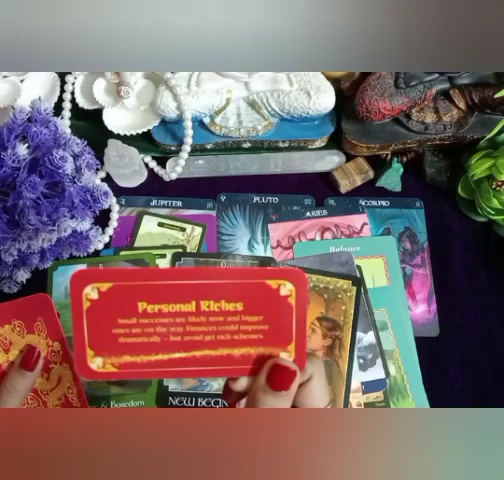 JUPITER
PLUTO
SCORPIO
ARIES
Balance
Personal Riches
Small successes are likely now and bigger
ones are on the way Finances could improve
dramatically - but avoid get rich schemes.
& Boredom
NEW BEGIN